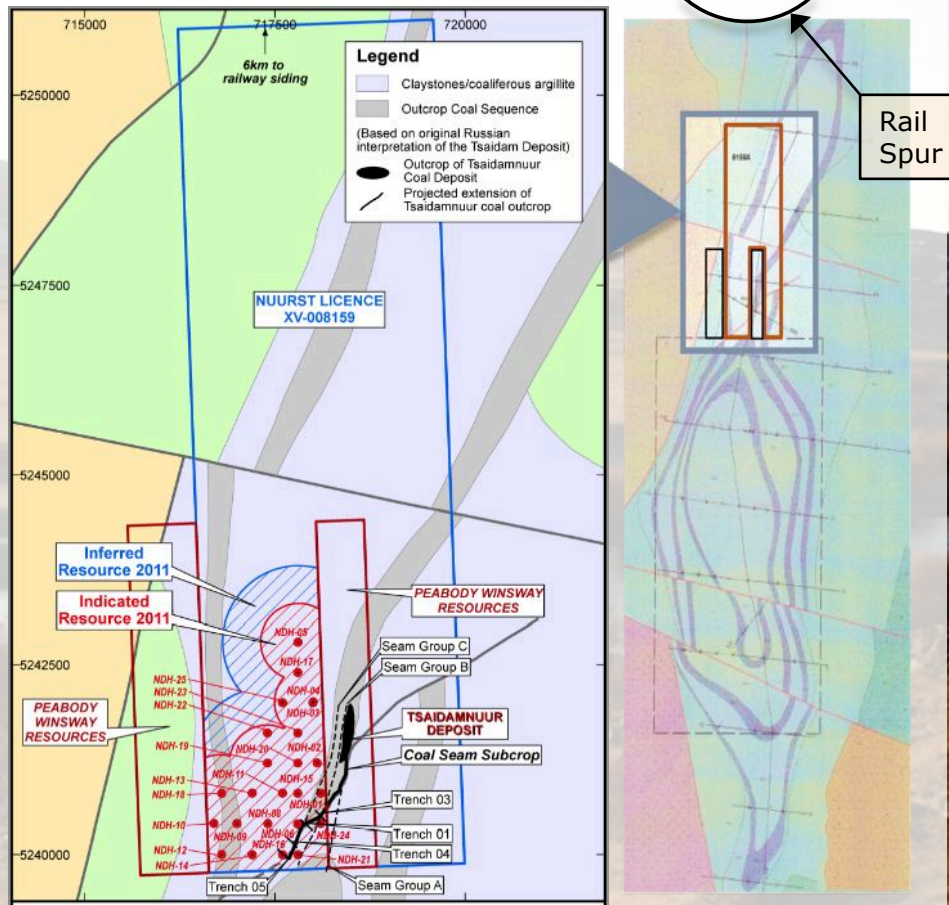 715000
717500
720000
5250000
5247500
5245000
5242500
5240000
6km to
railway siding
Legend
Claystones/coaliferous argillite
Outcrop Coal Sequence
(Based on original Russian
interpretation of the Tsaidam Deposit)
Outcrop of Tsaidamnuur
Coal Deposit
Projected extension of
Tsaidamnuur coal outcrop
NUURST LICENCE
XV-008159
Inferred
Resource 2011
Indicated
Resource 2011
PEABODY WINSWAY
RESOURCES
PEABODY
WINSWAY
RESOURCES
Seam Group C
Seam Group B
TSAIDAMNUUR
DEPOSIT
Coal Seam Subcrop
Trench 03
Trench 01
Trench 04
Trench 05
Seam Group A
NDH-05
NDH-17
NDH-25
NDH-23
NDH-22
NDH-04
NDH-03
NDH-19
NDH-20
NDH-02
NDH-13
NDH-11
NDH-15
NDH-18
NDH-01
NDH-10
NDH-09
NDH-08
NDH-06
NDH-24
NDH-12
NDH-16
NDH-14
NDH-21
Rail
Spur
8159X